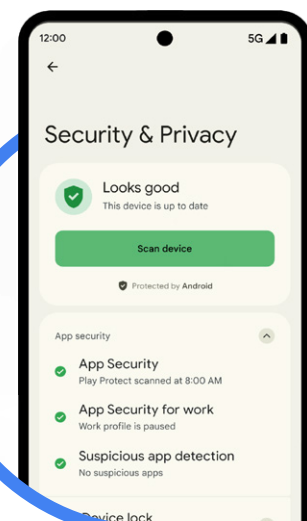 12:00 5G
Security & Privacy
Looks good
This device is up to date
Scan device
Protected by Android
App security
App Security
Play Protect scanned at 8:00 AM
App Security for work
Work profile is paused
Suspicious app detection
No suspicious apps
Device lock